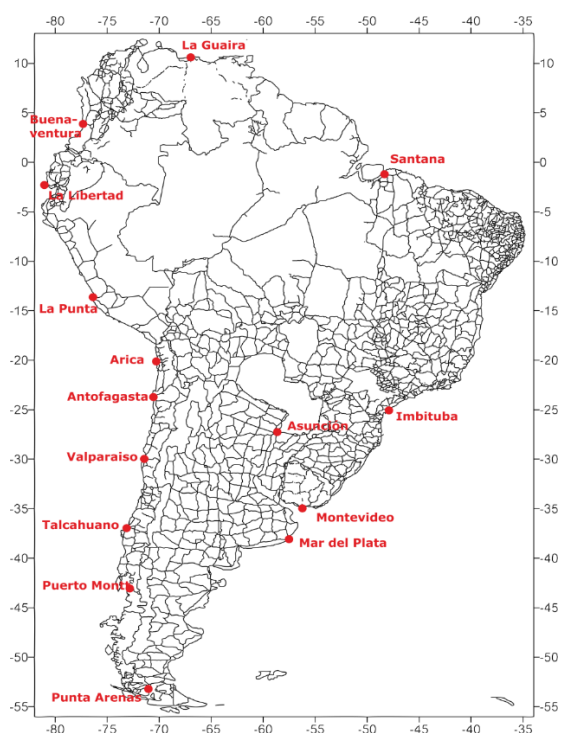 -80 -75 -70 -65 -60 -55 -50 -45 -40 -35
La Guaira
10 10
5 5
Buena-
ventura
0 0
Santana
La Libertad
-5 -5
-10 -10
-15 -15
La Punta
-20 -20
Arica
Antofagasta
-25 -25
Imbituba
Asunción
Valparaiso
-30 -30
-35 -35
Montevideo
Talcahuano
Mar del Plata
-40 -40
Puerto Montt
-45 -45
-50 -50
Punta Arenas
-55 -55
-80 -75 -70 -65 -60 -55 -50 -45 -40 -35